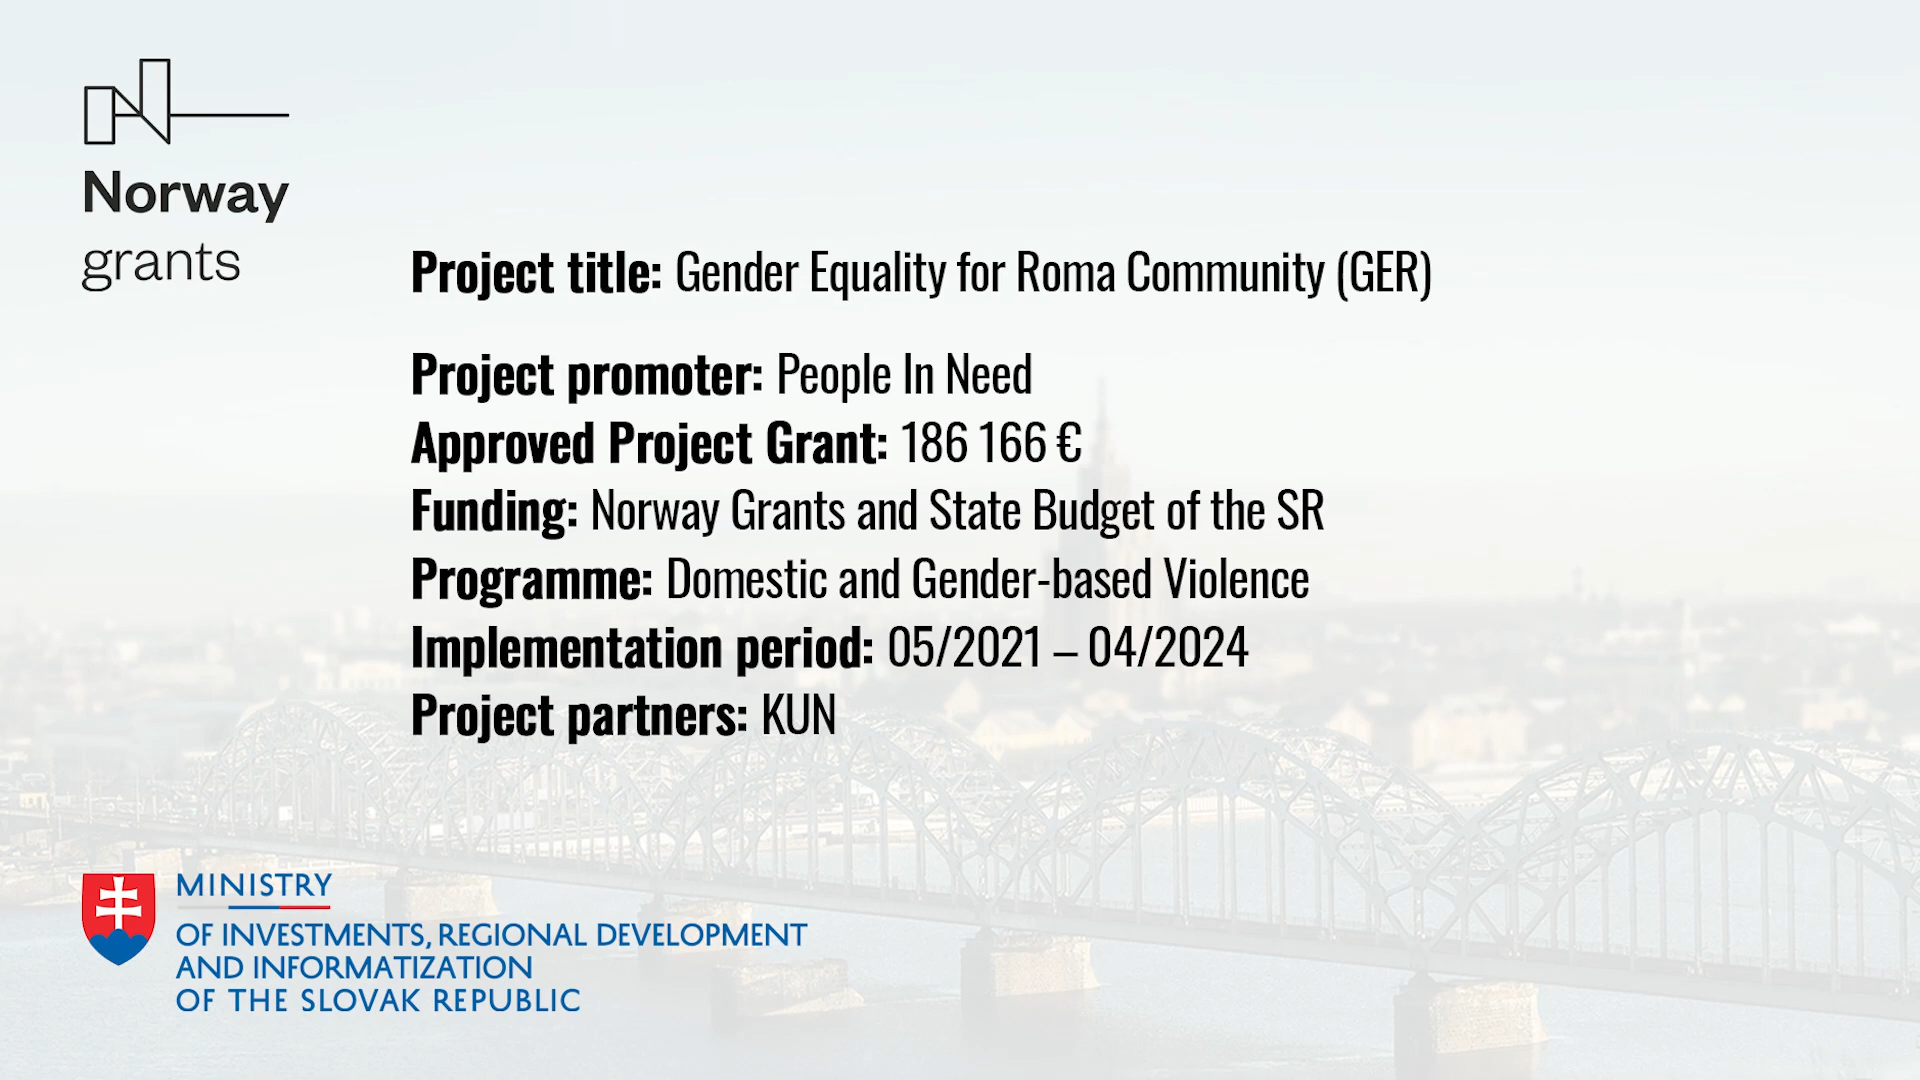 Norway
grants
Project title: Gender Equality for Roma Community (GER)
Project promoter: People In Need
Approved Project Grant: 186 166 €
Funding: Norway Grants and State Budget of the SR
Programme: Domestic and Gender-based Violence
Implementation period: 05/2021 – 04/2024
Project partners: KUN
MINISTRY
OF INVESTMENTS, REGIONAL DEVELOPMENT
AND INFORMATIZATION
OF THE SLOVAK REPUBLIC